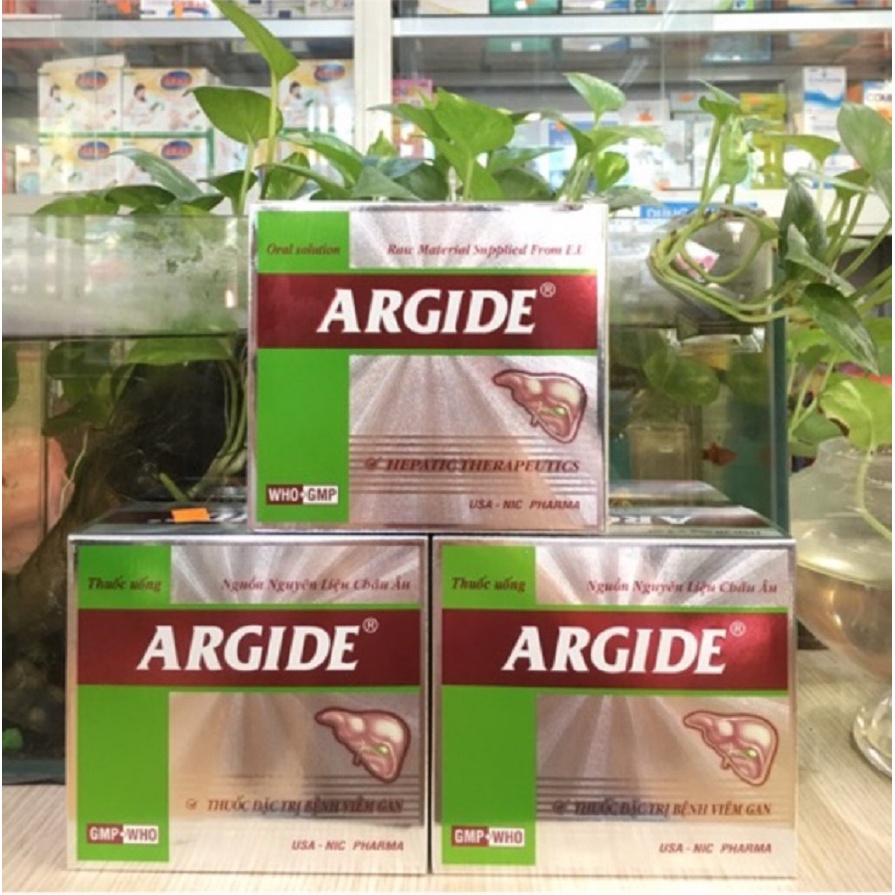 Oral solution
Raw Material Supplied From E.U
ARGIDE®
HEPATIC THERAPEUTICS
WHO-GMP
USA - NIC PHARMA
Thuốc uống
Nguồn Nguyên Liệu Châu Âu
ARGIDE®
THUỐC ĐẶC TRỊ BỆNH VIÊM GAN
GMP-WHO
USA - NIC PHARMA
Thuốc uống
Nguồn Nguyên Liệu Châu Âu
ARGIDE®
THUỐC ĐẶC TRỊ BỆNH VIÊM GAN
GMP-WHO
USA - NIC PHARMA